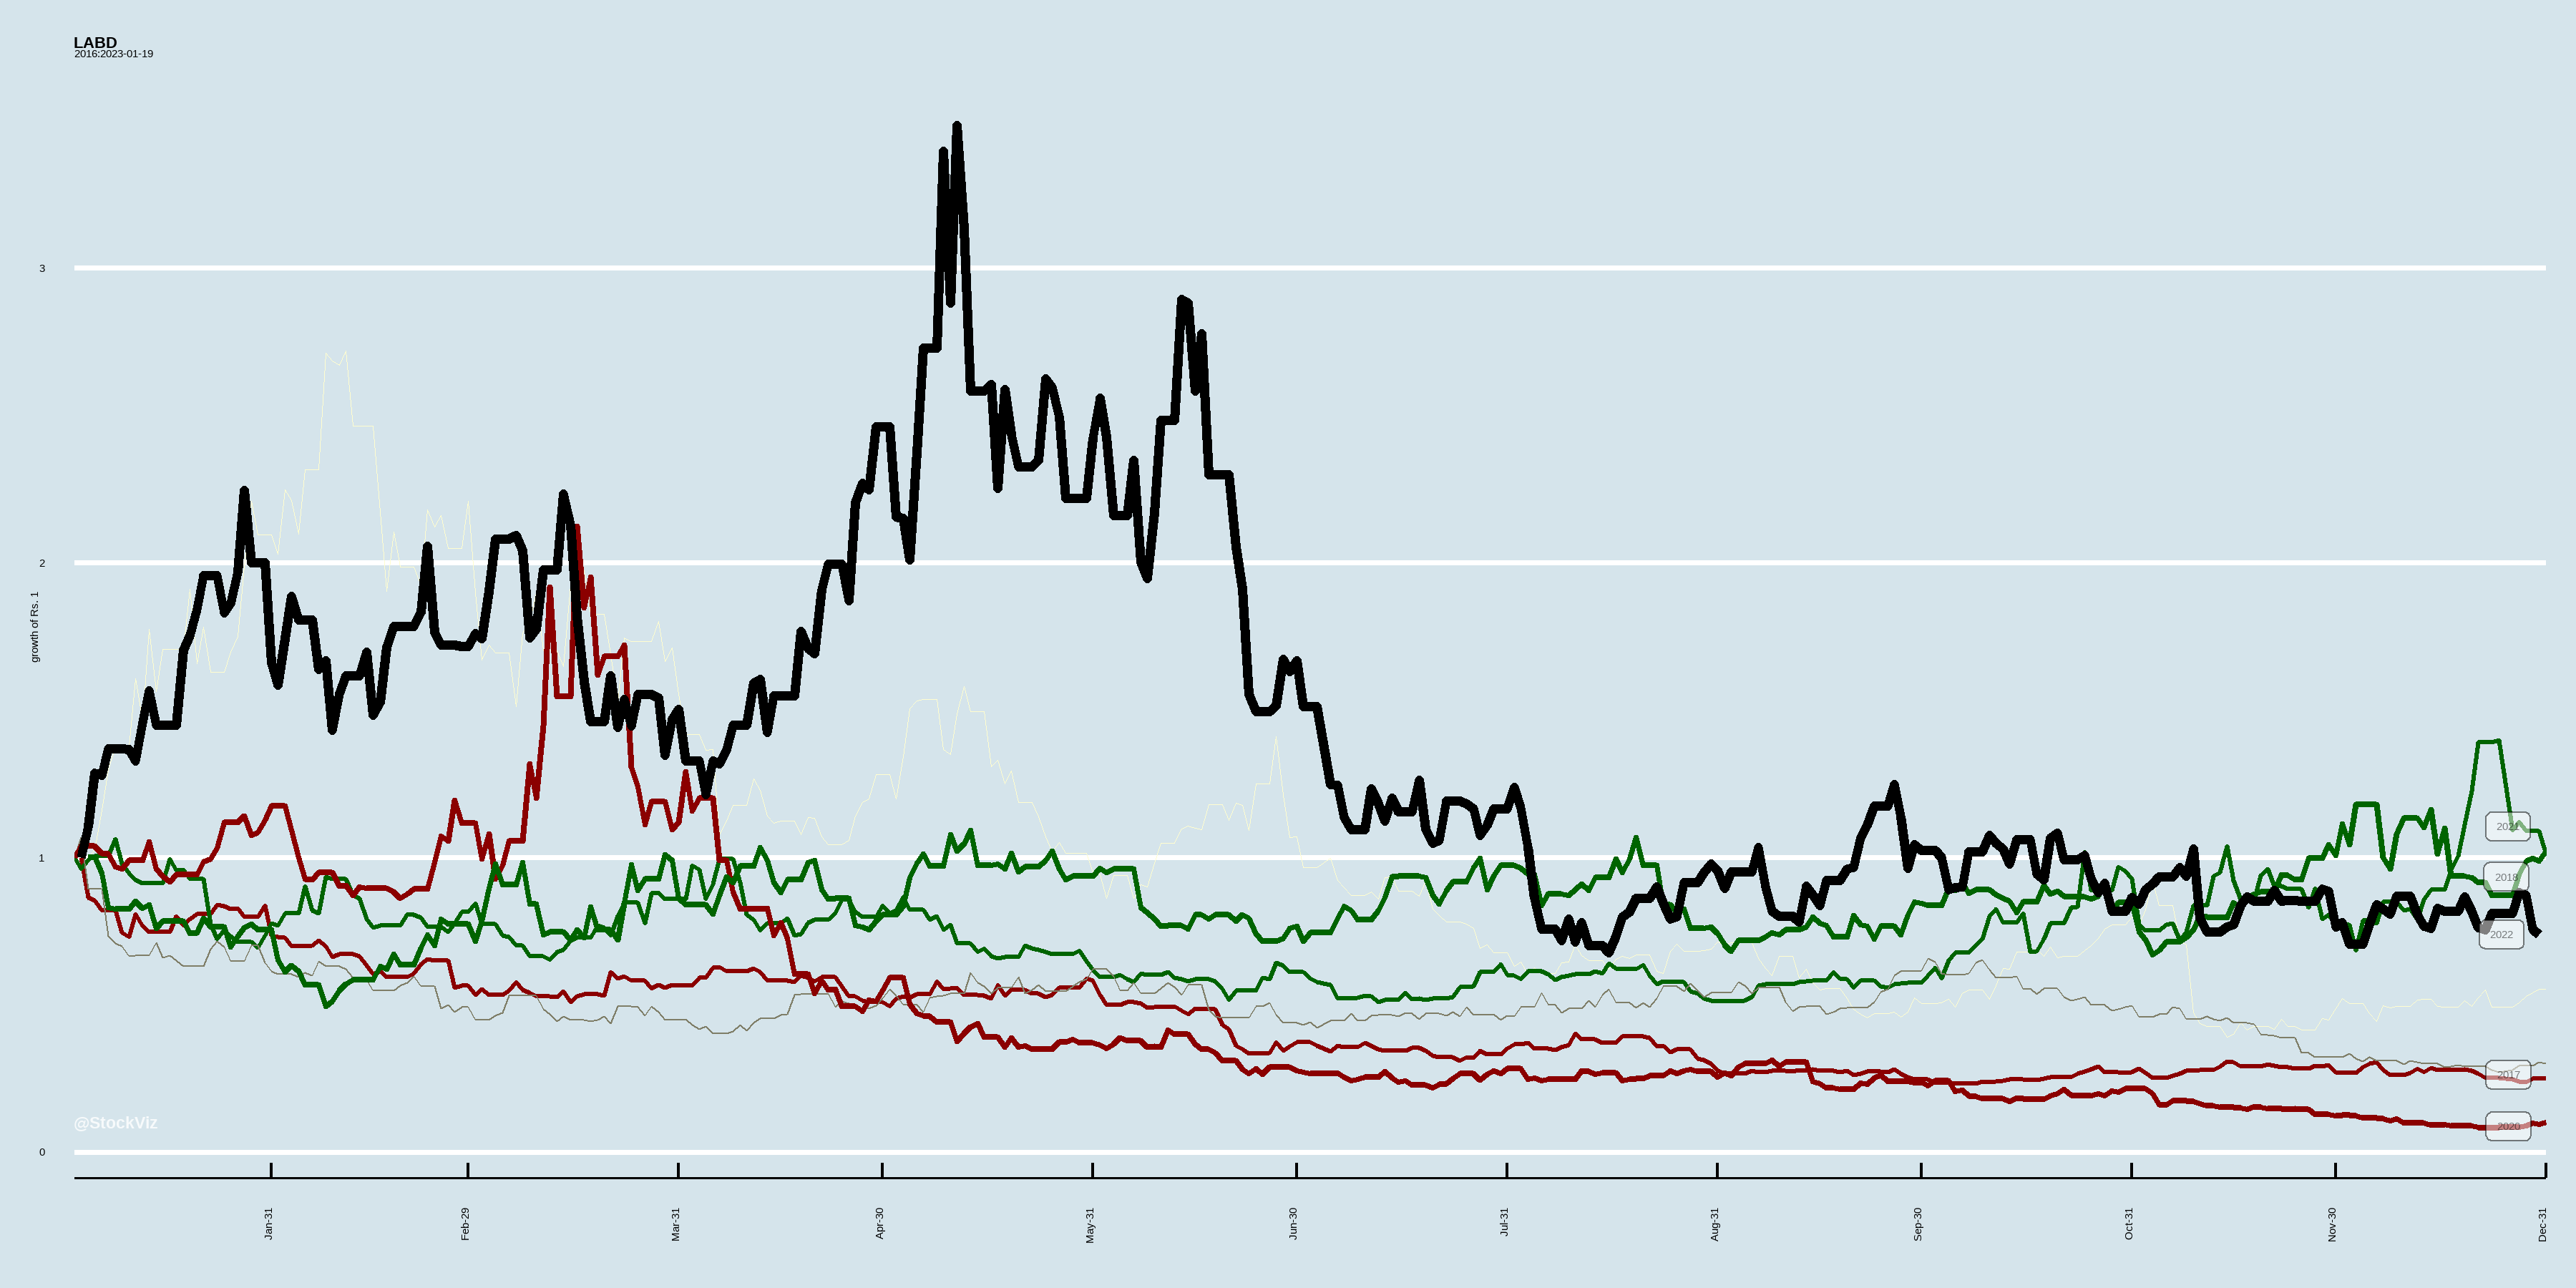 LABD
2016:2023-01-19
3
2
1
0
growth of Rs. 1
2021
2018
2022
2017
2020
@StockViz
Jan-31
Feb-29
Mar-31
Apr-30
May-31
Jun-30
Jul-31
Aug-31
Sep-30
Oct-31
Nov-30
Dec-31